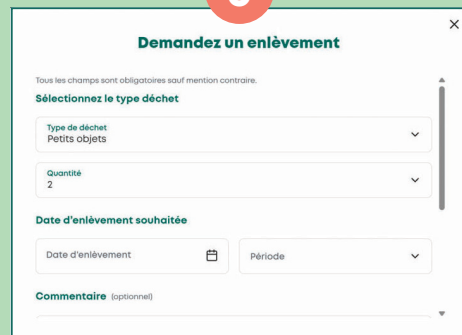 Demandez un enlèvement
Tous les champs sont obligatoires sauf mention contraire.
Sélectionnez le type déchet
Type de déchet
Petits objets
Quantité
2
Date d'enlèvement souhaitée
Date d'enlèvement
Période
Commentaire (optionnel)